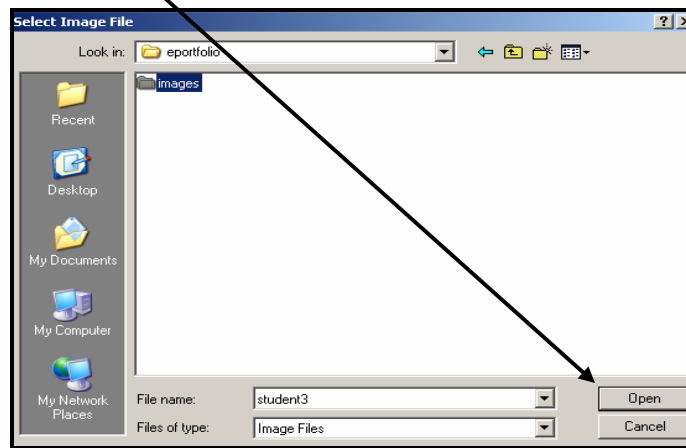 Select Image File
Look in:
eportfolio
images
Recent
Desktop
My Documents
My Computer
My Network
Places
File name:
student3
Open
Files of type:
Image Files
Cancel